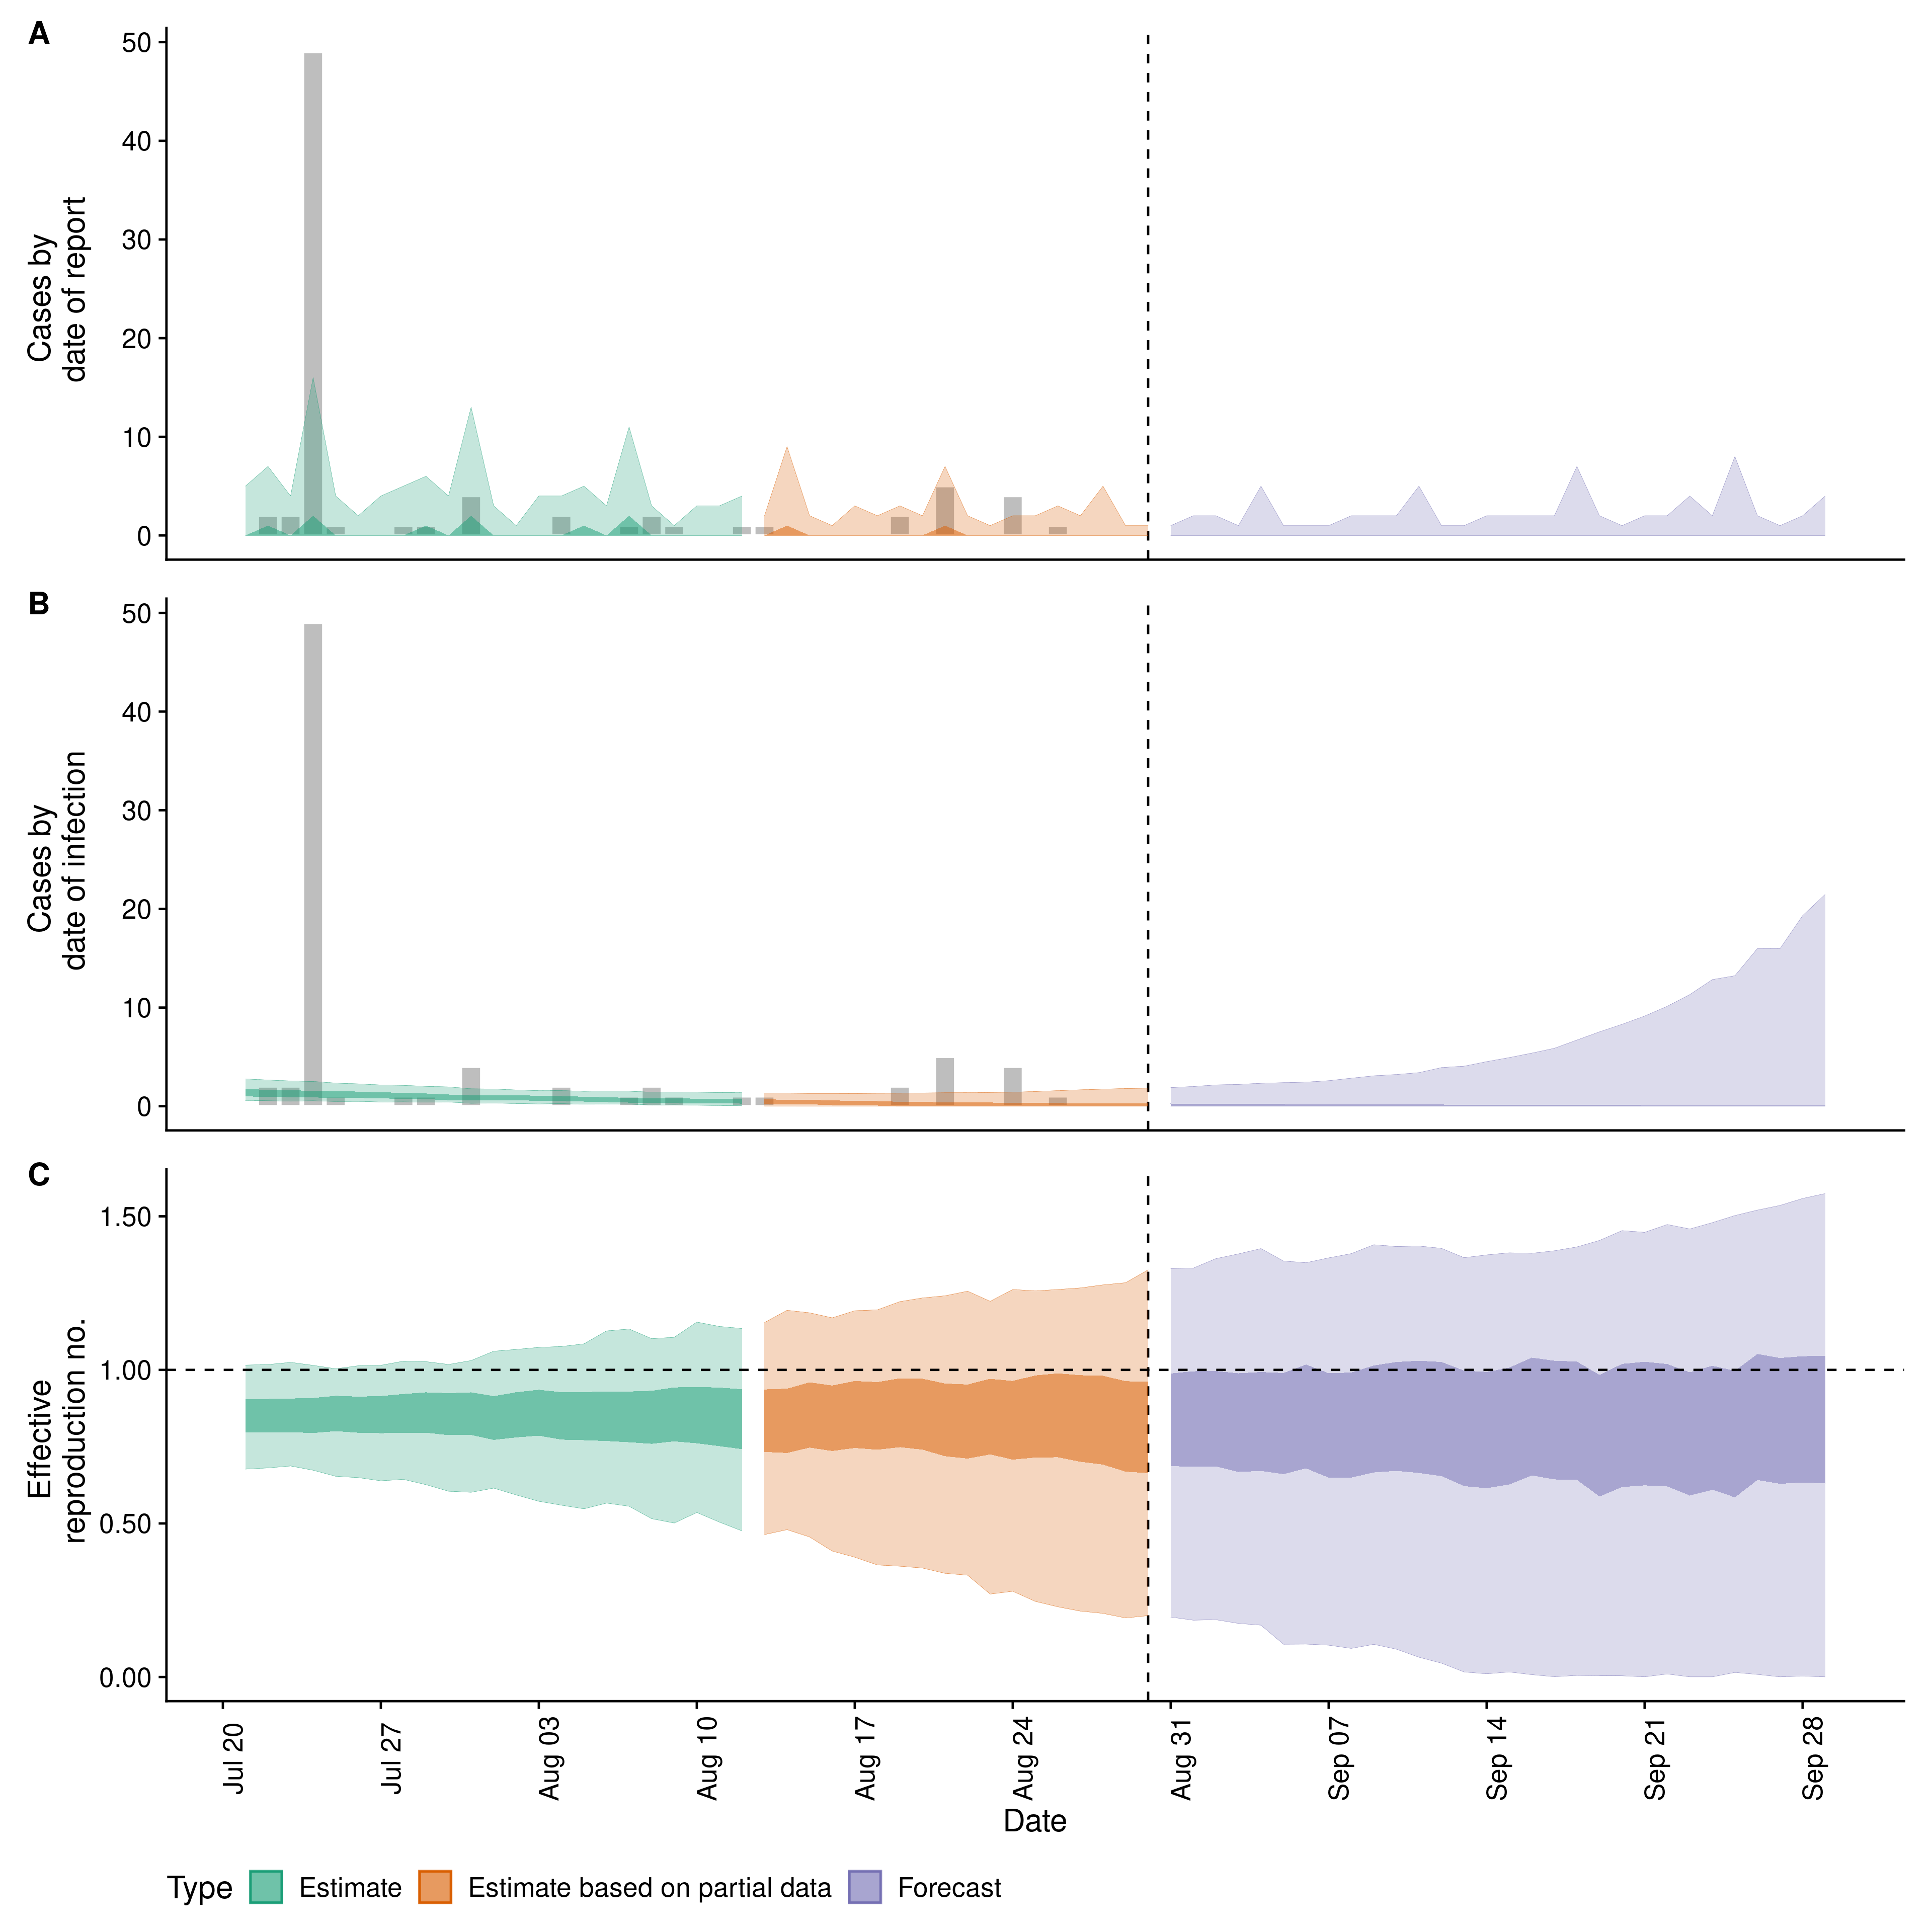 A
50
40
30
20
10
0
Cases by
date of report
B
50
40
30
20
10
0
Cases by
date of infection
C
1.50
1.00
0.50
0.00
Effective
reproduction no.
Jul 20
Jul 27
Aug 03
Aug 10
Aug 17
Aug 24
Aug 31
Sep 07
Sep 14
Sep 21
Sep 28
Date
Type Estimate Estimate based on partial data Forecast